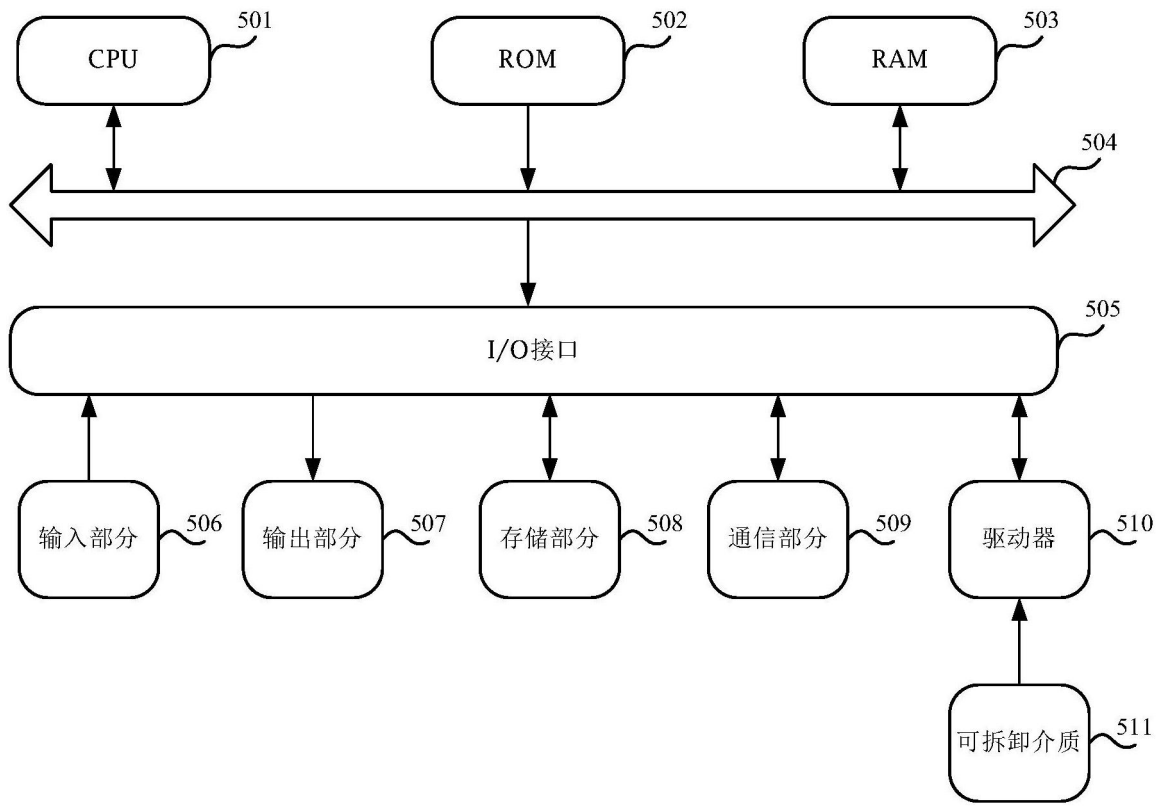 501
502
503
CPU
ROM
RAM
504
505
I/O接口
输入部分
506
输出部分
507
存储部分
508
通信部分
509
驱动器
510
可拆卸介质
511